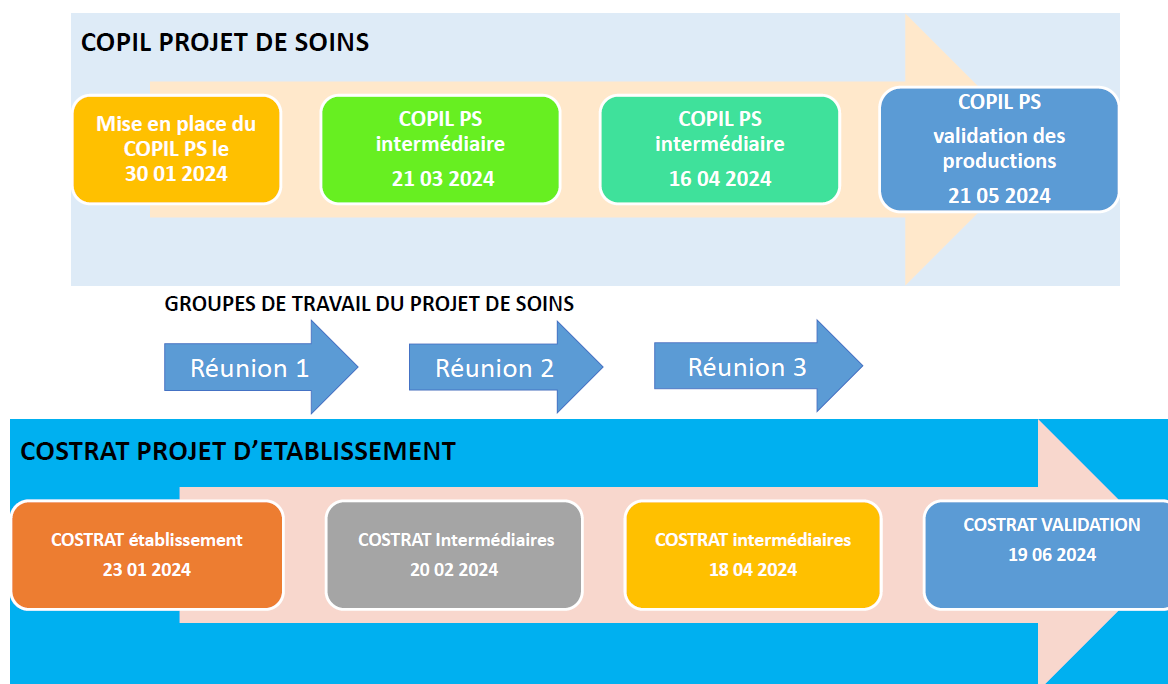 COPIL PROJET DE SOINS
Mise en place du
COPIL PS le
30 01 2024
COPIL PS
intermédiaire
21 03 2024
COPIL PS
intermédiaire
16 04 2024
COPIL PS
validation des
productions
21 05 2024
GROUPES DE TRAVAIL DU PROJET DE SOINS
Réunion 1
Réunion 2
Réunion 3
COSTRAT PROJET D’ETABLISSEMENT
COSTRAT établissement
23 01 2024
COSTRAT Intermédiaires
20 02 2024
COSTRAT intermédiaires
18 04 2024
COSTRAT VALIDATION
19 06 2024